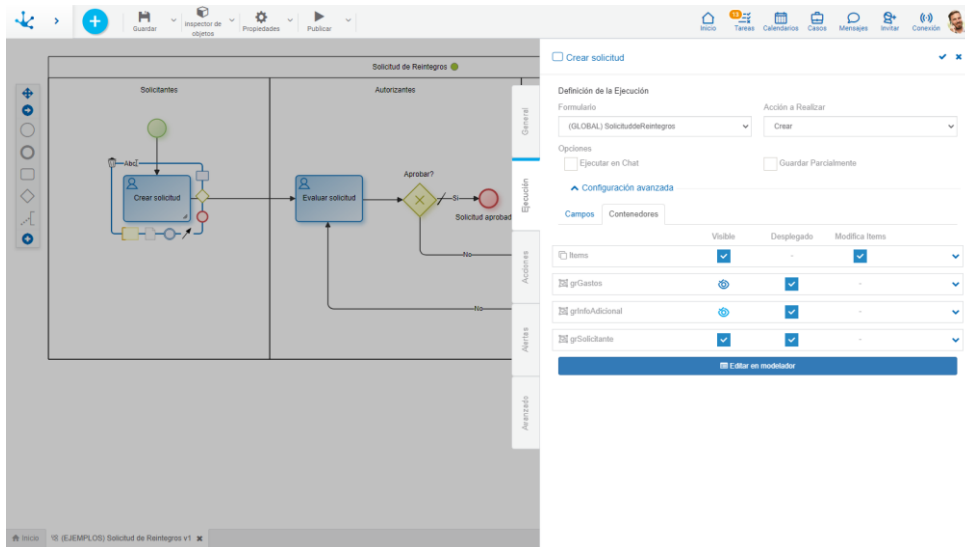 Guardar
Inspector de
objetos
Propiedades
Publicar
Inicio
13
Tareas
Calendarios
Casos
Mensajes
Invitar
Conexión
Solicitud de Reintegros
Solicitantes
Autorizantes
Abc
Crear solicitud
Evaluar solicitud
Aprobar?
Si
Solicitud aprobad
No
No
General
Ejecución
Acciones
Alertas
Avanzado
Crear solicitud
Definición de la Ejecución
Formulario
Acción a Realizar
(GLOBAL) SolicituddeReintegros
Crear
Opciones
Ejecutar en Chat
Guardar Parcialmente
Configuración avanzada
Campos
Contenedores
Visible
Desplegado
Modifica Items
Items
-
grGastos
-
grInfoAdicional
-
grSolicitante
-
Editar en modelador
Inicio
(EJEMPLOS) Solicitud de Reintegros v1